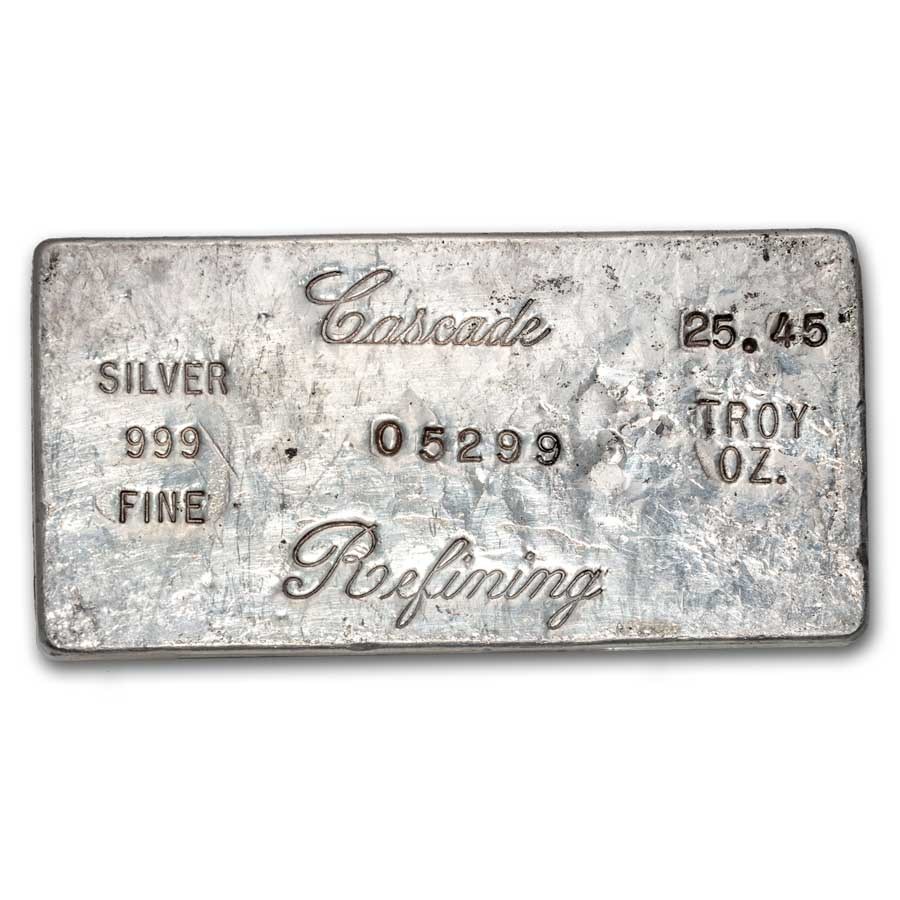 Cascade
25.45
TROY
OZ.
SILVER
999
FINE
05299
Refining